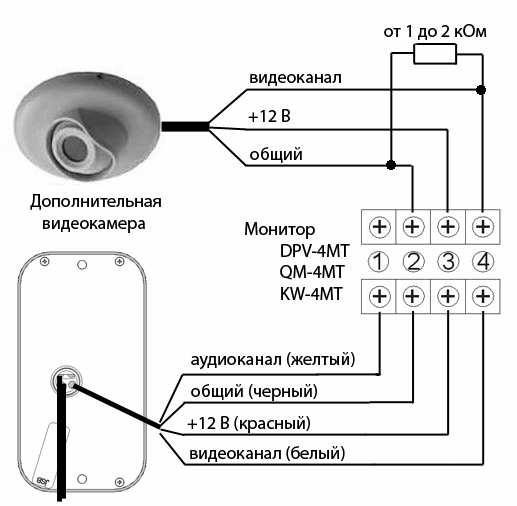 от 1 до 2 кОм
видеоканал
+12 В
общий
Дополнительная
видеокамера
Монитор
DPV-4MT
QM-4MT
KW-4MT
1 2 3 4
аудиоканал (желтый)
общий (черный)
+12 В (красный)
видеоканал (белый)